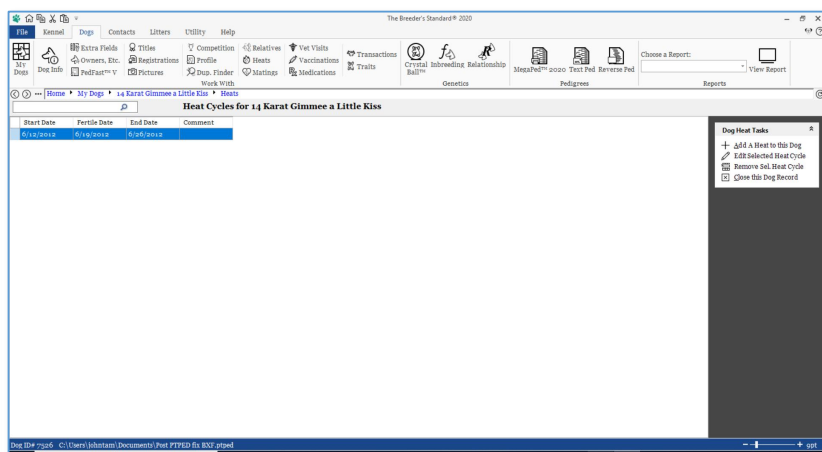 The Breeder's Standard® 2020
File Kennel Dogs Contacts Litters Utility Help
My Dogs
Dog Info
Extra Fields
Owners, Etc.
PedFast™ V
Titles
Registrations
Pictures
Competition
Profile
Dup. Finder
Relatives
Heats
Matings
Vet Visits
Vaccinations
Medications
Transactions
Traits
Work With
Crystal Ball™
Inbreeding
Relationship
Genetics
MegaPed™ 2020
Text Ped
Reverse Ped
Pedigrees
Choose a Report:
View Report
Reports
Home My Dogs 14 Karat Gimmee a Little Kiss Heats
Heat Cycles for 14 Karat Gimmee a Little Kiss
Start Date Fertile Date End Date Comment
6/12/2012 6/19/2012 6/26/2012
Dog Heat Tasks
Add A Heat to this Dog
Edit Selected Heat Cycle
Remove Sel. Heat Cycle
Close this Dog Record
Dog ID# 7526 C:\Users\johntam\Documents\Post PTPED fix BXF.ptped
9pt